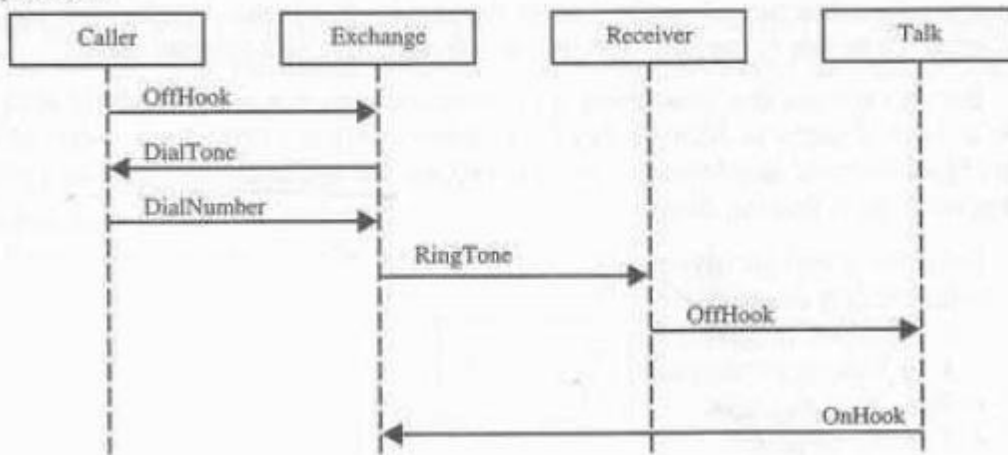 Caller
Exchange
Receiver
Talk
OffHook
DialTone
DialNumber
RingTone
OffHook
OnHook